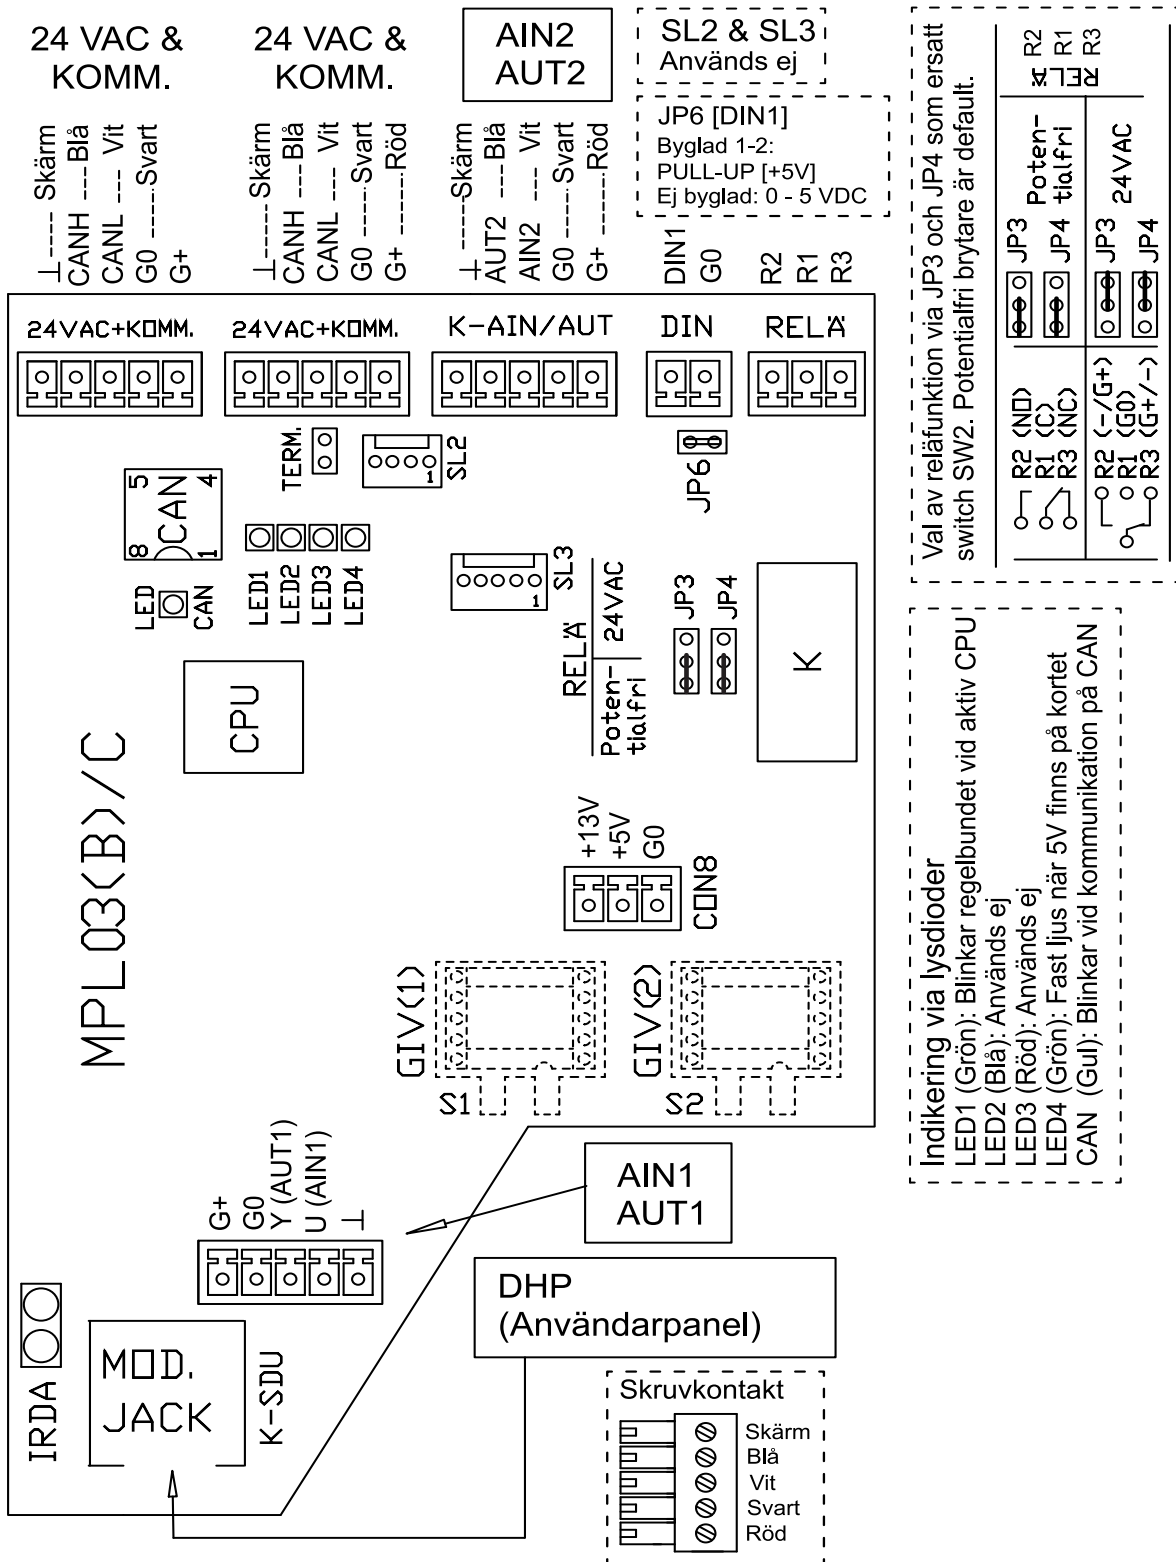 24 VAC &
KOMM.
24 VAC &
KOMM.
AIN2
AUT2
SL2 & SL3
Används ej
JP6 [DIN1]
Byglad 1-2:
PULL-UP [+5V]
Ej byglad: 0 - 5 VDC
⊥ ----- Skärm
CANH --- Blå
CANL --- Vit
G0 ----- Svart
G+
⊥ ----- Skärm
CANH --- Blå
CANL --- Vit
G0 ----- Svart
G+ ------ Röd
⊥ ----- Skärm
AUT2 --- Blå
AIN2 --- Vit
G0 ----- Svart
G+ ------ Röd
DIN1
G0
R2
R1
R3
24VAC+KOMM.
24VAC+KOMM.
K-AIN/AUT
DIN
RELÄ
TERM.
1
SL2
JP6
5
4
CAN
8
1
LED
CAN
LED1
LED2
LED3
LED4
1
SL3
RELÄ
Poten-
tialfri
24VAC
JP3
JP4
K
CPU
MPL03(B)/C
+13V
+5V
G0
CON8
GIV(1)
S1
GIV(2)
S2
G+
G0
Y (AUT1)
U (AIN1)
⊥
AIN1
AUT1
DHP
(Användarpanel)
IRDA
MOD.
JACK
K-SDU
Skruvkontakt
Skärm
Blå
Vit
Svart
Röd
Val av reläfunktion via JP3 och JP4 som ersatt
switch SW2. Potentialfri brytare är default.
R2 (NO)
R1 (C)
R3 (NC)
JP3
JP4
Poten-
tialfri
R2 (-/G+)
R1 (G0)
R3 (G+/-)
JP3
JP4
24VAC
RELÄ
R2
R1
R3
Indikering via lysdioder
LED1 (Grön): Blinkar regelbundet vid aktiv CPU
LED2 (Blå): Används ej
LED3 (Röd): Används ej
LED4 (Grön): Fast ljus när 5V finns på kortet
CAN (Gul): Blinkar vid kommunikation på CAN